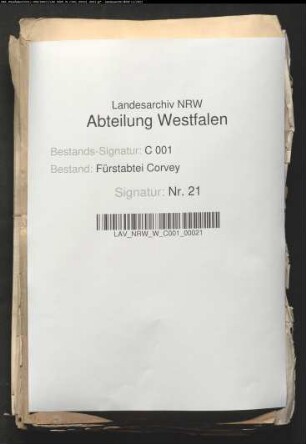 Landesarchiv NRW
Abteilung Westfalen
Bestands-Signatur: C 001
Bestand: Fürstabtei Corvey
Signatur: Nr. 21
LAV_NRW_W_C001_00021